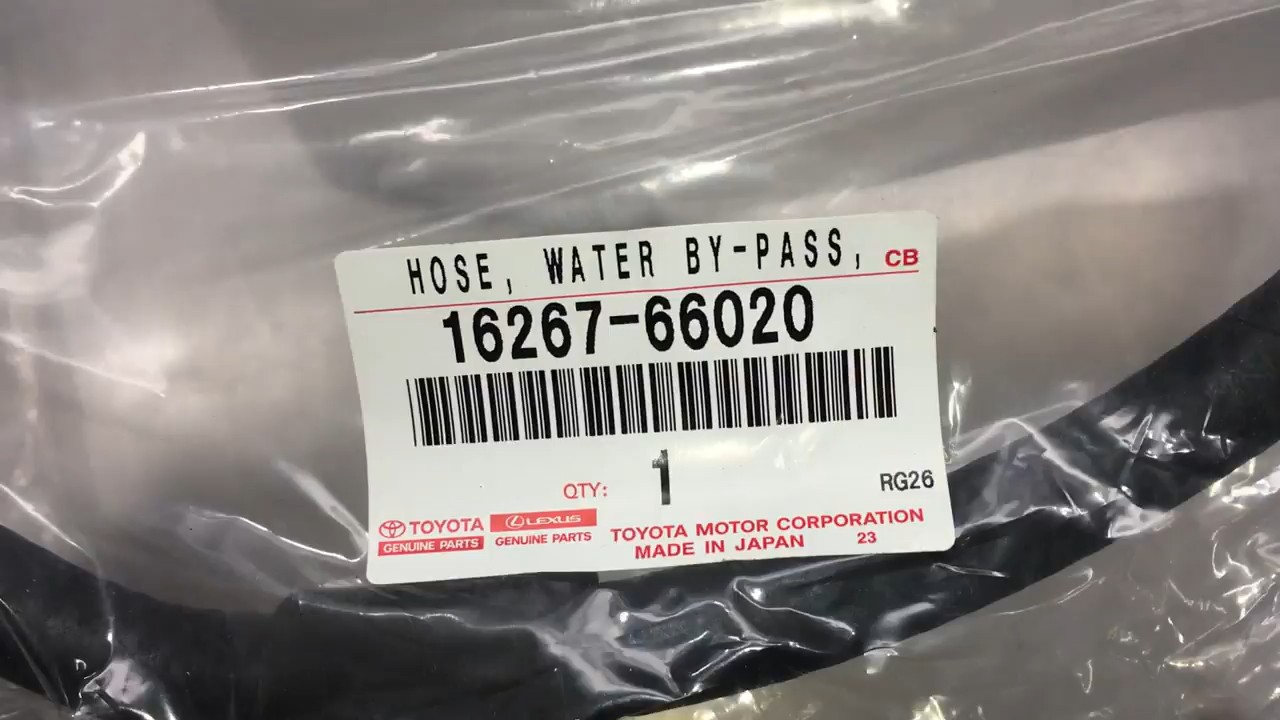 HOSE, WATER BY-PASS, CB
16267-66020
QTY: 1
RG26
TOYOTA
GENUINE PARTS
LEXUS
GENUINE PARTS
TOYOTA MOTOR CORPORATION
MADE IN JAPAN 23